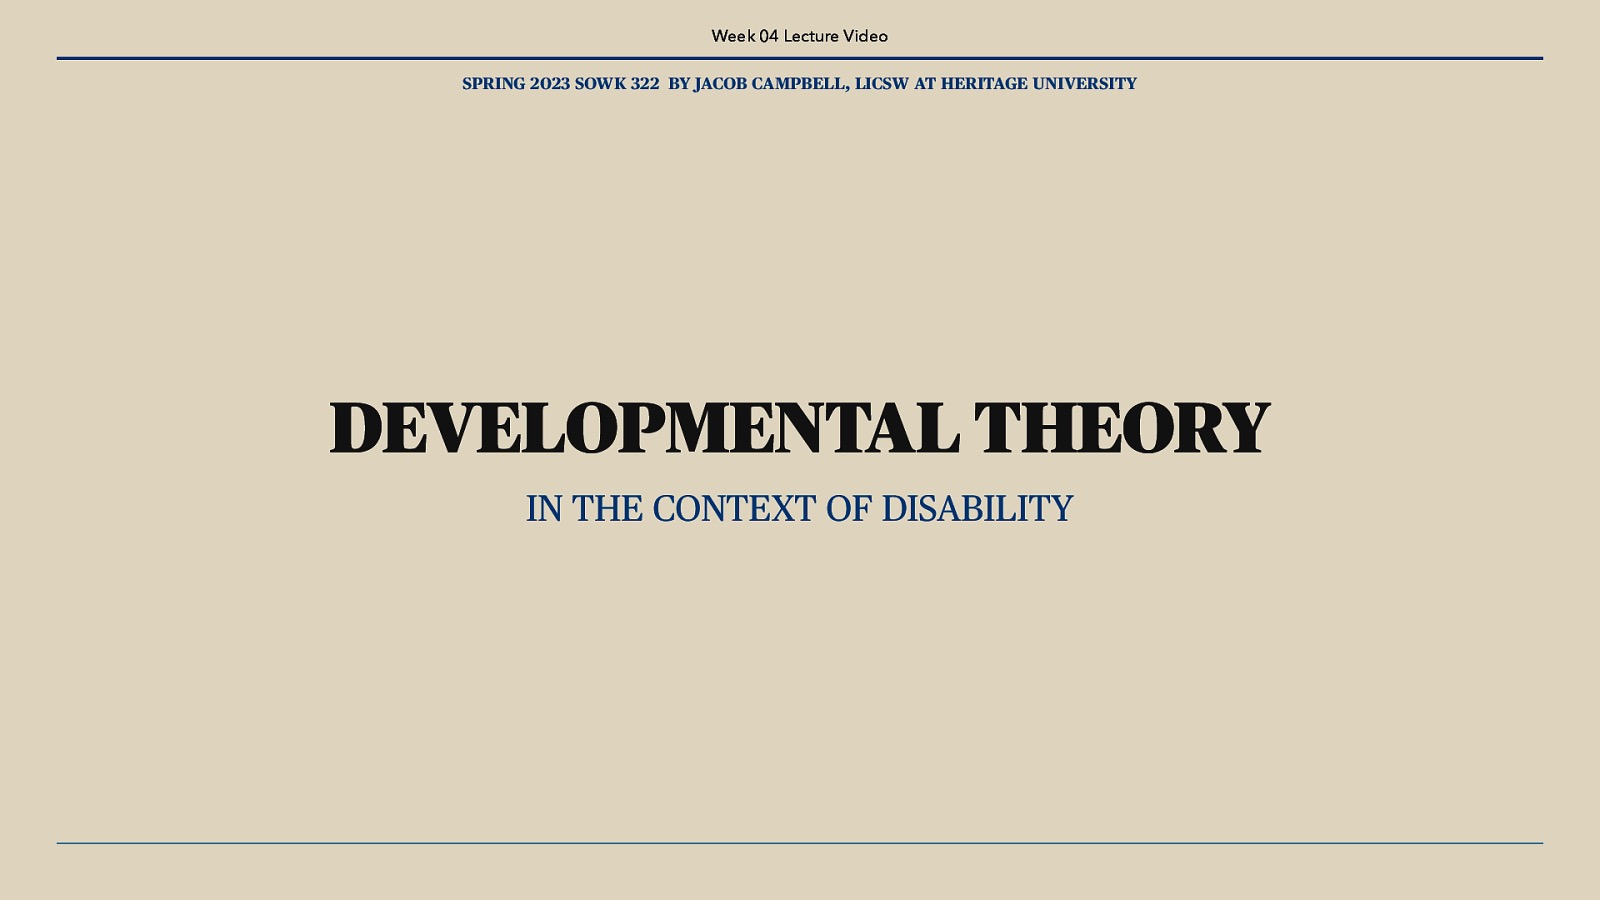 Week 04 Lecture Video
SPRING 2023 SOWK 322  BY JACOB CAMPBELL, LICSW AT HERITAGE UNIVERSITY
DEVELOPMENTAL THEORY
IN THE CONTEXT OF DISABILITY